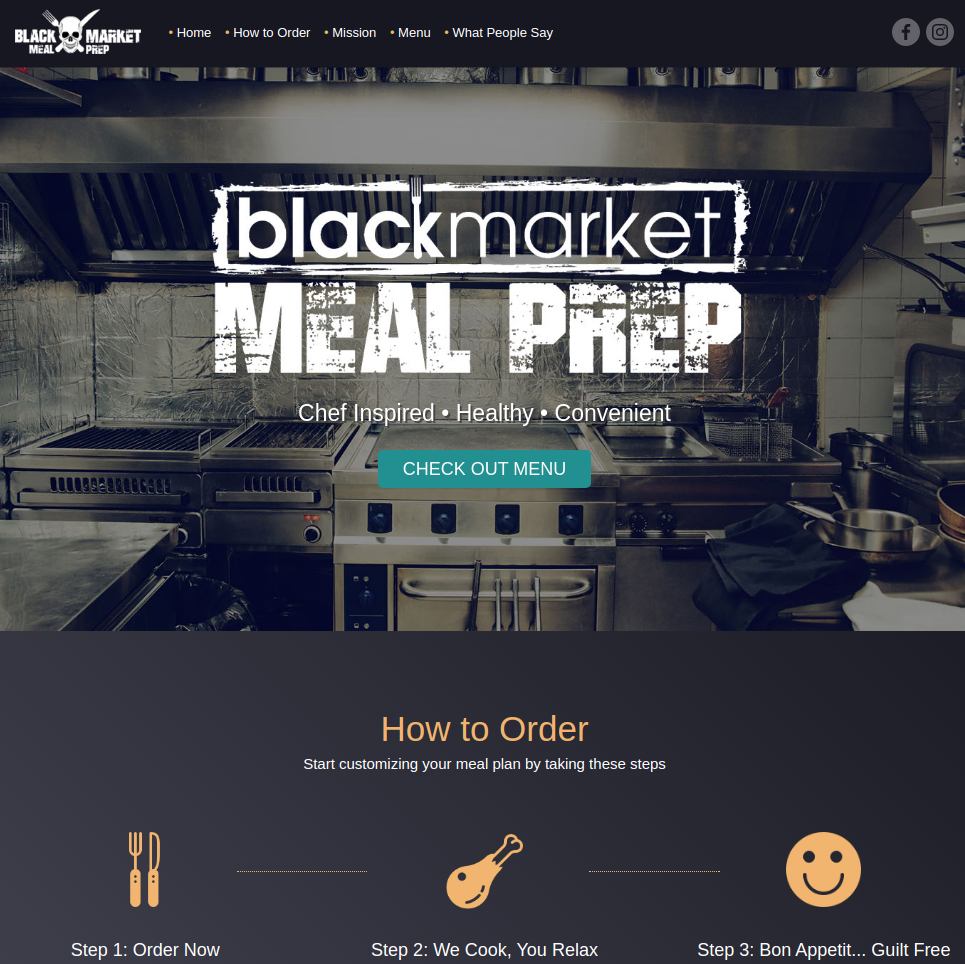 BLACK MARKET
MEAL PREP
• Home • How to Order • Mission • Menu • What People Say
blackmarket
MEAL PREP
Chef Inspired • Healthy • Convenient
CHECK OUT MENU
How to Order
Start customizing your meal plan by taking these steps
Step 1: Order Now
Step 2: We Cook, You Relax
Step 3: Bon Appetit... Guilt Free